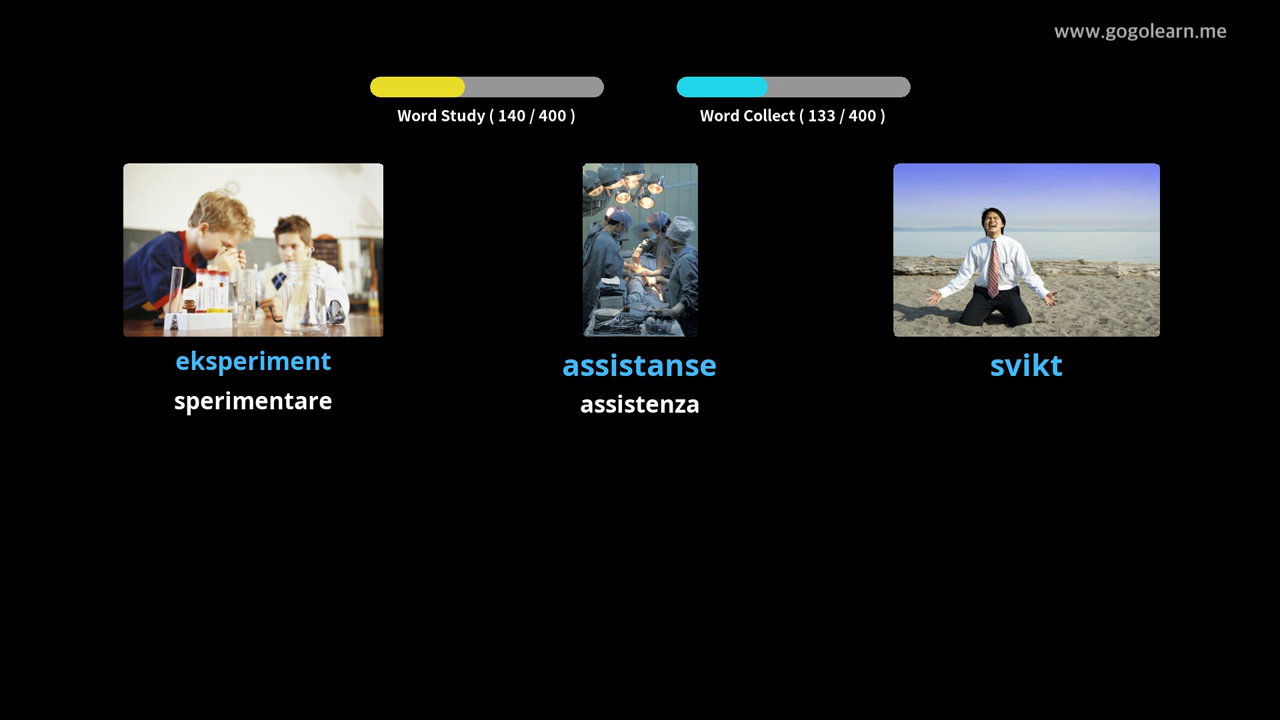 www.gogolearn.me
Word Study ( 140 / 400 )
Word Collect ( 133 / 400 )
eksperiment
sperimentare
assistanse
assistenza
svikt